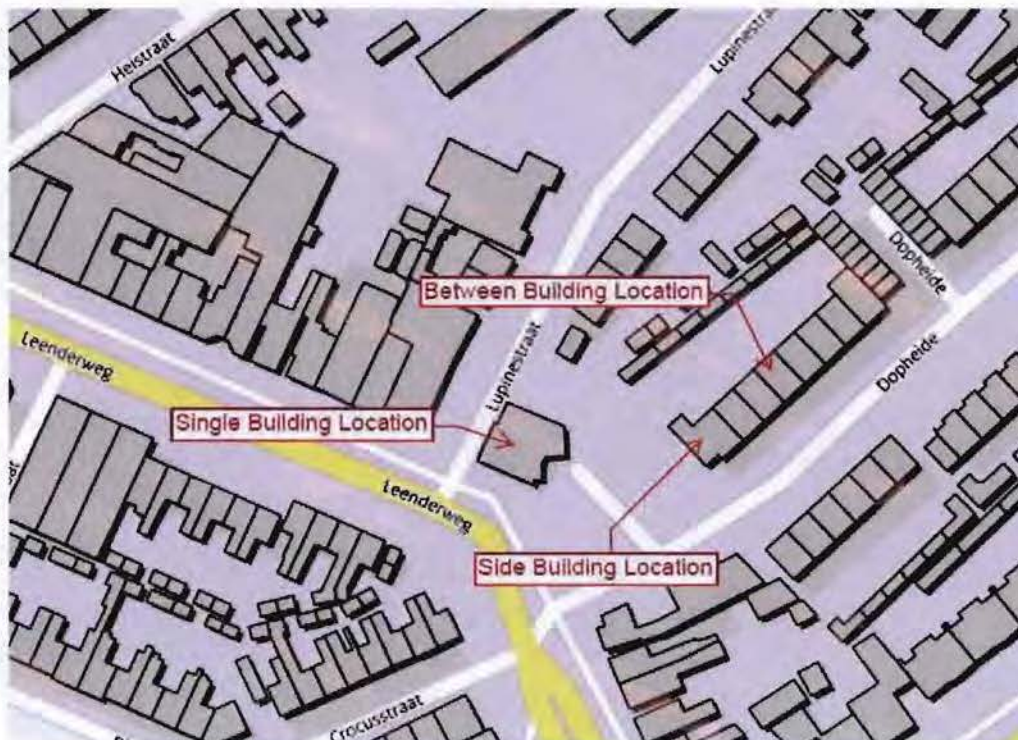 Heistraat
Lupinestraat
Between Building Location
Dopheide
Leenderweg
Lupinestraat
Dopheide
Single Building Location
Leenderweg
Side Building Location
Crocusstraat